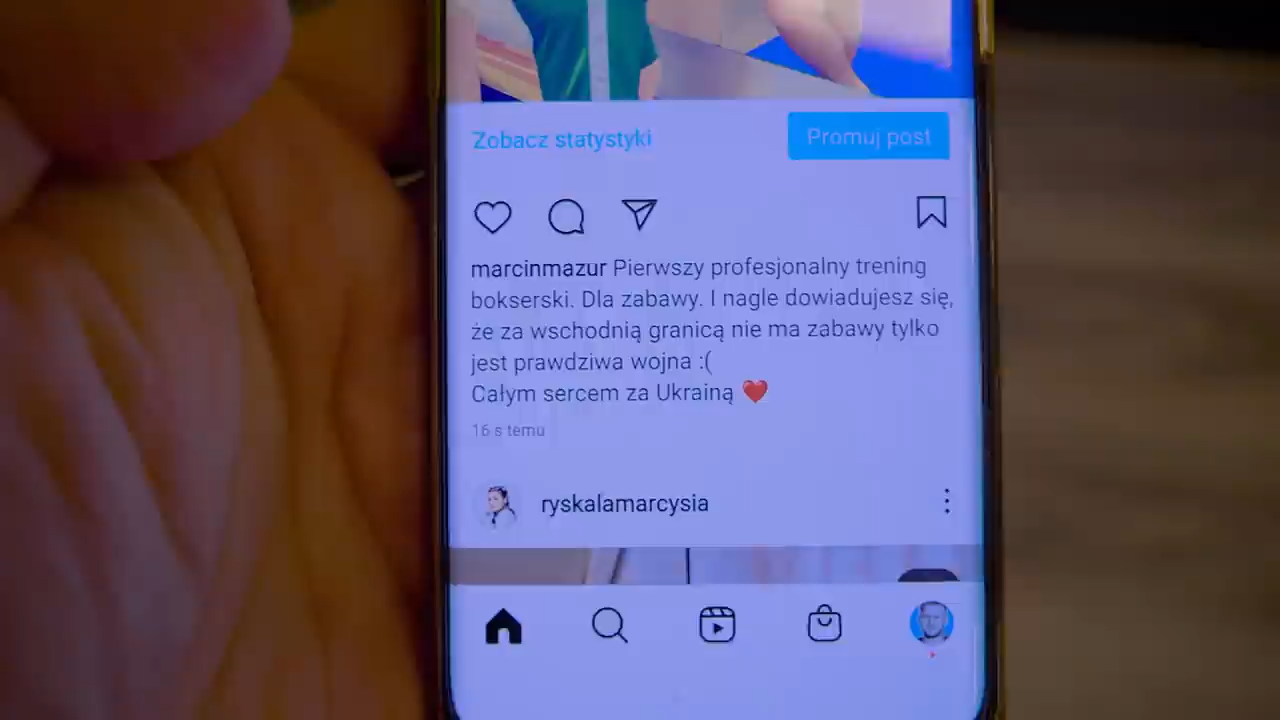 Zobacz statystyki
Promuj post
marcinmazur Pierwszy profesjonalny trening
bokserski. Dla zabawy. I nagle dowiadujesz się,
że za wschodnią granicą nie ma zabawy tylko
jest prawdziwa wojna :(
Całym sercem za Ukrainą ❤️
16 s temu
ryskalamarcysia